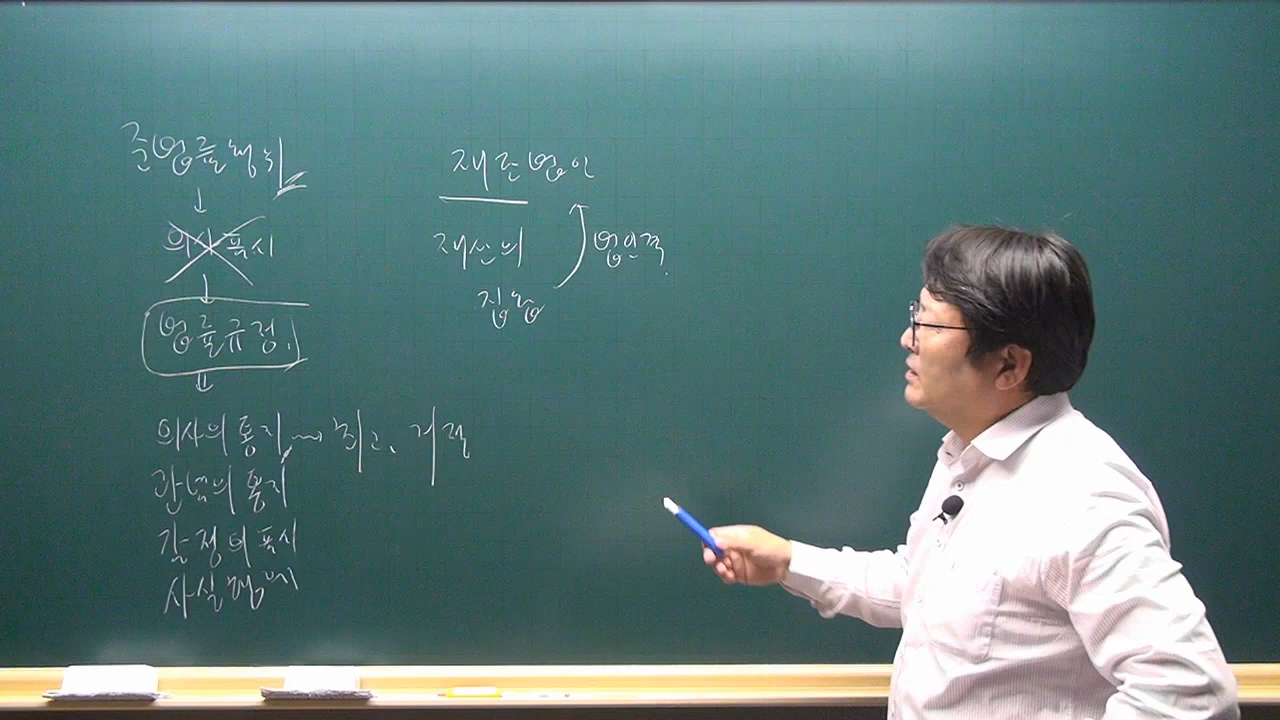 준법률행위
의사표시
법률규정.
의사의 통지 ~ 최고, 거절
관념의 통지
감정의 표시
사실행위
재단법인
재산의
집합
법인격.